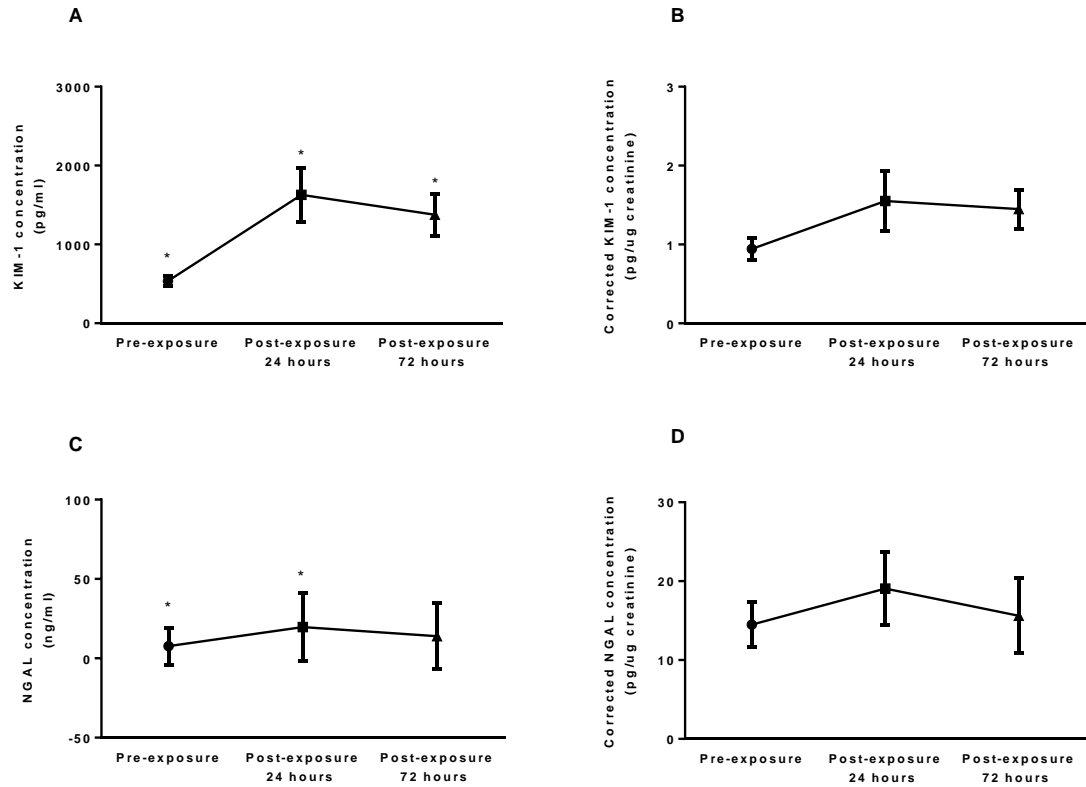 A
KIM-1 concentration
(pg/ml)
3000
2000
1000
0
*
*
*
Pre-exposure
Post-exposure
24 hours
Post-exposure
72 hours
B
Corrected KIM-1 concentration
(pg/ug creatinine)
3
2
1
0
Pre-exposure
Post-exposure
24 hours
Post-exposure
72 hours
C
NGAL concentration
(ng/ml)
100
50
0
-50
*
*
Pre-exposure
Post-exposure
24 hours
Post-exposure
72 hours
D
Corrected NGAL concentration
(pg/ug creatinine)
30
20
10
0
Pre-exposure
Post-exposure
24 hours
Post-exposure
72 hours